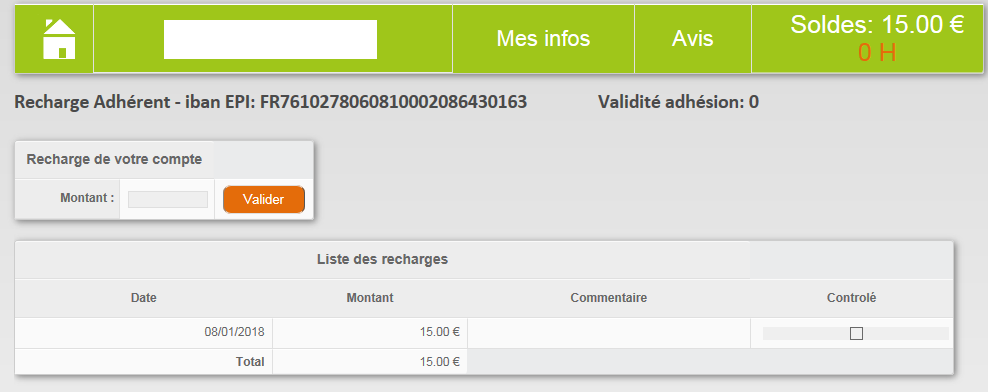 Mes infos Avis Soldes: 15.00 €
0 H
Recharge Adhérent - iban EPI: FR7610278060810002086430163 Validité adhésion: 0
Recharge de votre compte
Montant : Valider
Liste des recharges
Date Montant Commentaire Controlé
08/01/2018 15.00 €
Total 15.00 €